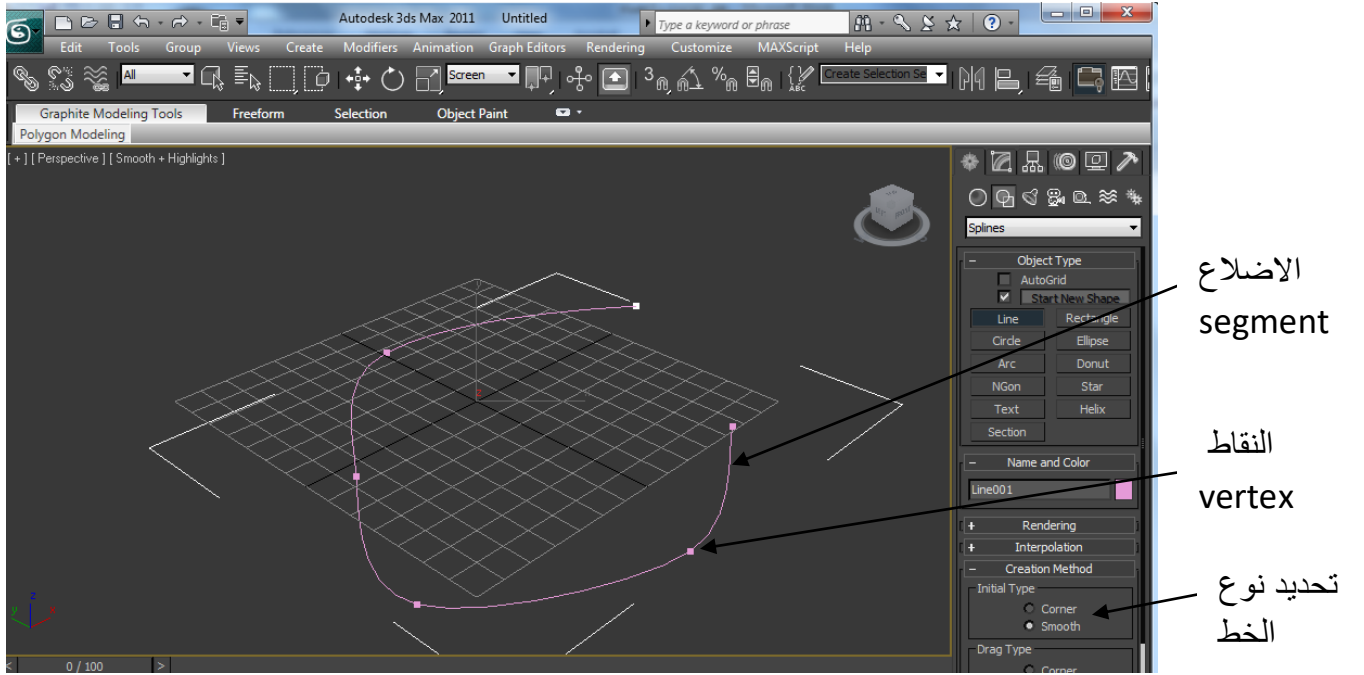 Autodesk 3ds Max 2011 Untitled
Type a keyword or phrase
Edit Tools Group Views Create Modifiers Animation Graph Editors Rendering Customize MAXScript Help
All
Screen
3
Create Selection Se
ABC
Graphite Modeling Tools Freeform Selection Object Paint
Polygon Modeling
[ + ] [ Perspective ] [ Smooth + Highlights ]
Splines
- Object Type
AutoGrid
Start New Shape
Line Rectangle
Circle Ellipse
Arc Donut
NGon Star
Text Helix
Section
- Name and Color
Line001
+ Rendering
+ Interpolation
- Creation Method
Initial Type
Corner
Smooth
Drag Type
Corner
الاضلاع
segment
النقاط
vertex
تحديد نوع
الخط
z
y x
< 0 / 100 >